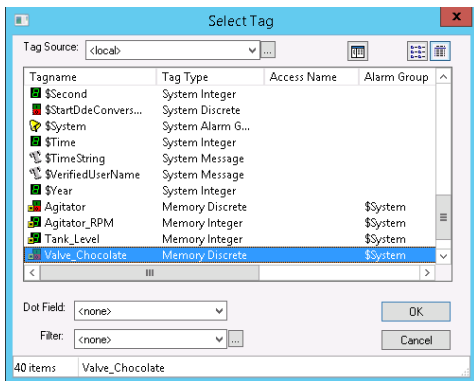 Select Tag
x
Tag Source: <local> ...
Tagname Tag Type Access Name Alarm Group
$Second System Integer
$StartDdeConvers... System Discrete
$System System Alarm G...
$Time System Integer
$TimeString System Message
$VerifiedUserName System Message
$Year System Integer
Agitator Memory Discrete $System
Agitator_RPM Memory Integer $System
Tank_Level Memory Integer $System
Valve_Chocolate Memory Discrete $System
Dot Field: <none> OK
Filter: <none> ... Cancel
40 items Valve_Chocolate